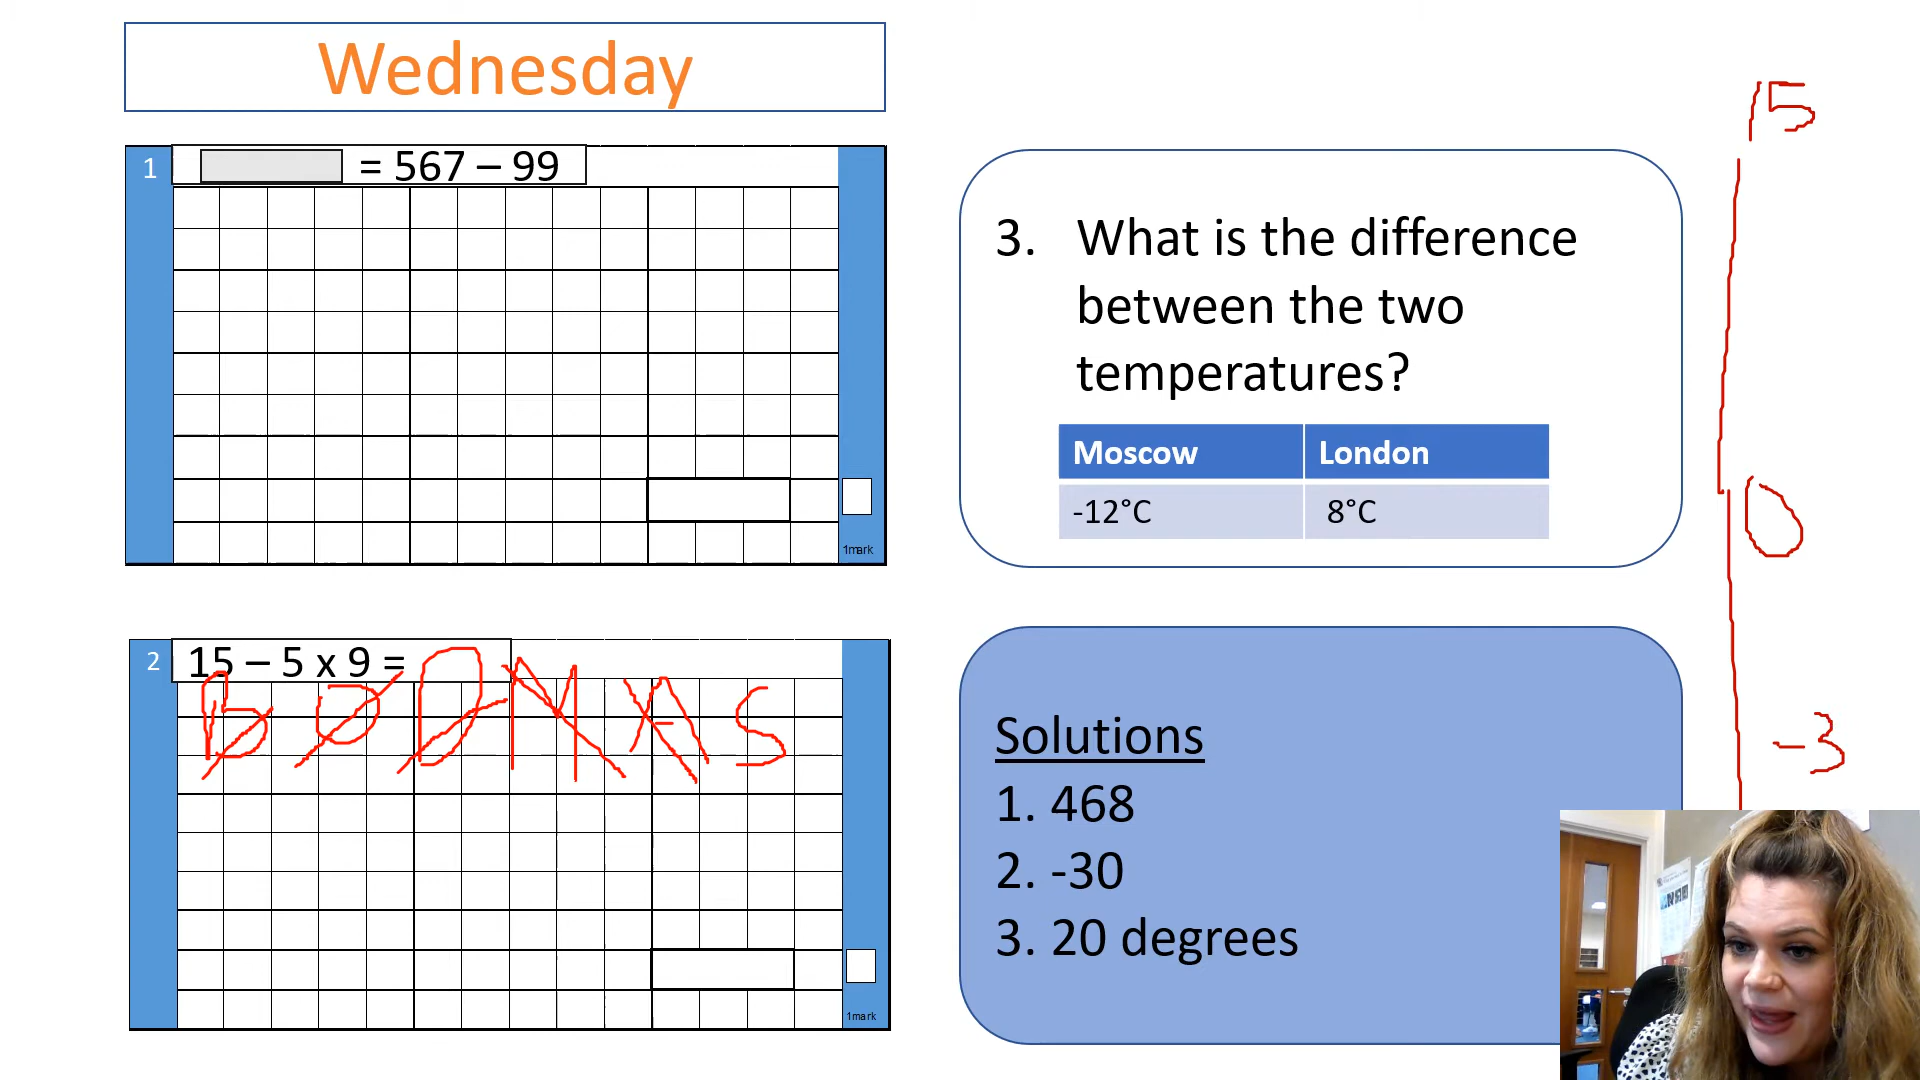 Wednesday
1
= 567 – 99
1mark
2
15 – 5 x 9 =
BODMAS
1mark
3. What is the difference
between the two
temperatures?
Moscow London
-12°C 8°C
Solutions
1. 468
2. -30
3. 20 degrees
15
0
-3